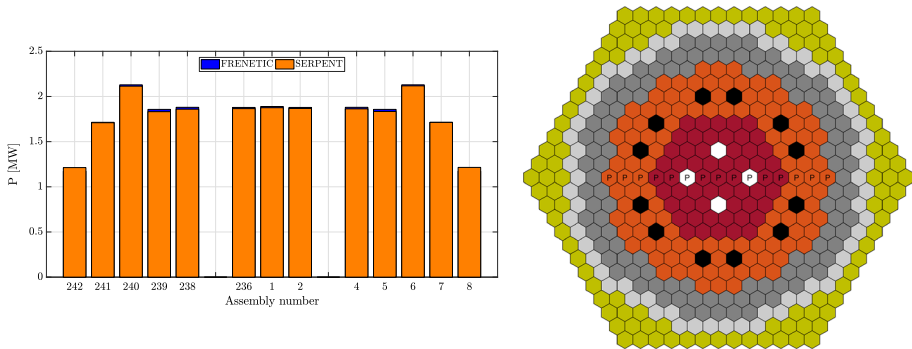 2.5
FRENETIC SERPENT
2
1.5
1
0.5
0
P [MW]
242 241 240 239 238 236 1 2 4 5 6 7 8
Assembly number
P P P P P P P P P P P P P P P